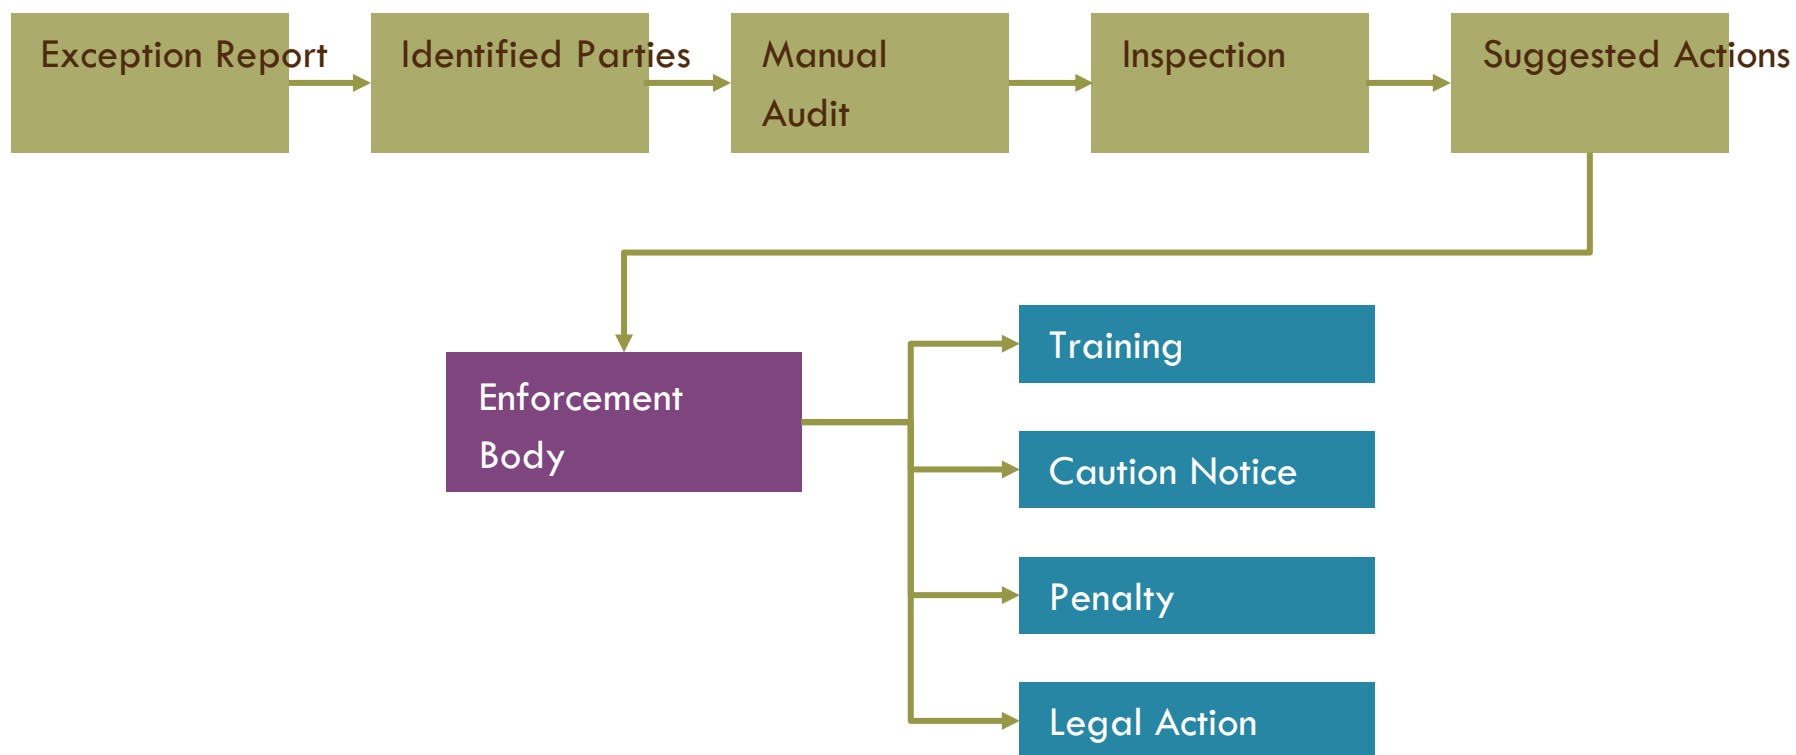 Exception Report
Identified Parties
Manual
Audit
Inspection
Suggested Actions
Enforcement
Body
Training
Caution Notice
Penalty
Legal Action